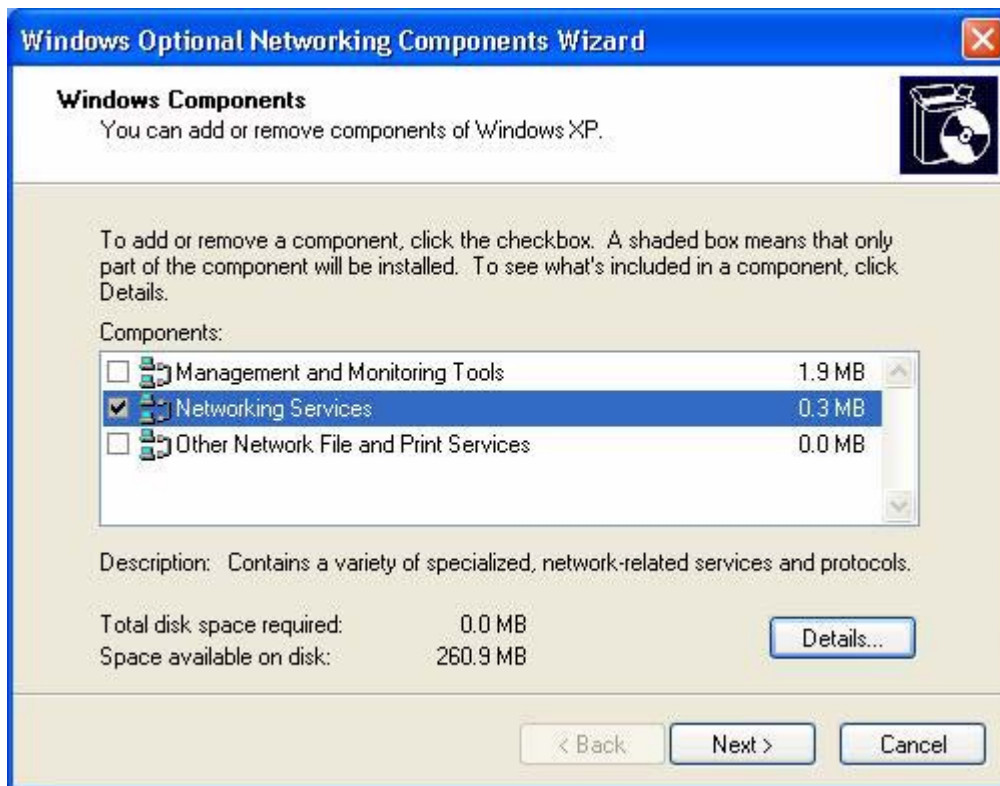 Windows Optional Networking Components Wizard
Windows Components
You can add or remove components of Windows XP.
To add or remove a component, click the checkbox. A shaded box means that only
part of the component will be installed. To see what's included in a component, click
Details.
Components:
Management and Monitoring Tools 1.9 MB
Networking Services 0.3 MB
Other Network File and Print Services 0.0 MB
Description: Contains a variety of specialized, network-related services and protocols.
Total disk space required: 0.0 MB
Space available on disk: 260.9 MB
Details...
< Back Next > Cancel